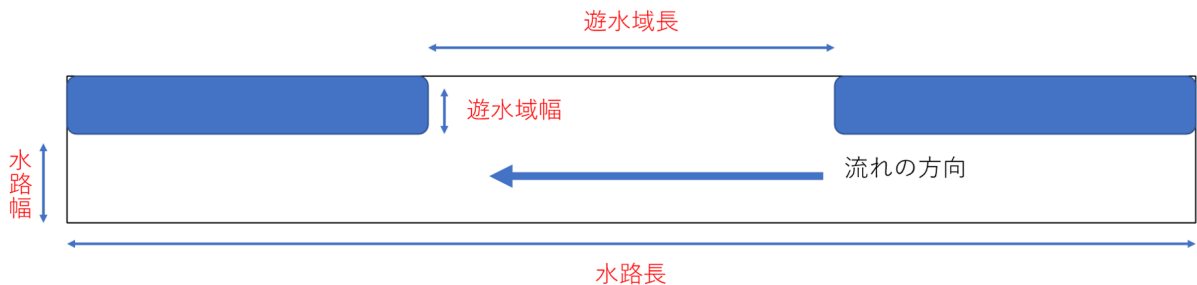 遊水域長
遊水域幅
水路幅
流れの方向
水路長